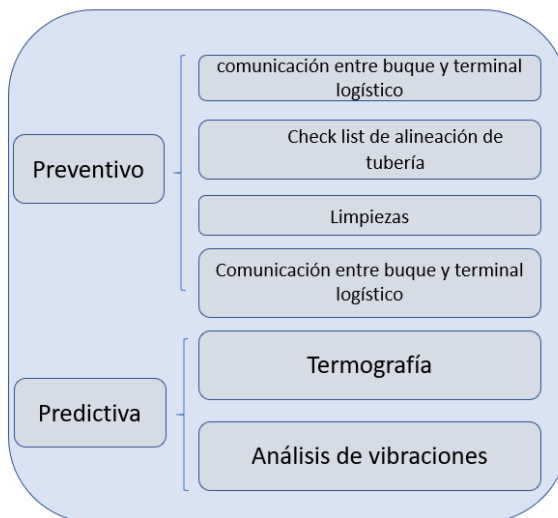 Preventivo
comunicación entre buque y terminal
logístico
Check list de alineación de
tubería
Limpiezas
Comunicación entre buque y terminal
logístico
Predictiva
Termografía
Análisis de vibraciones